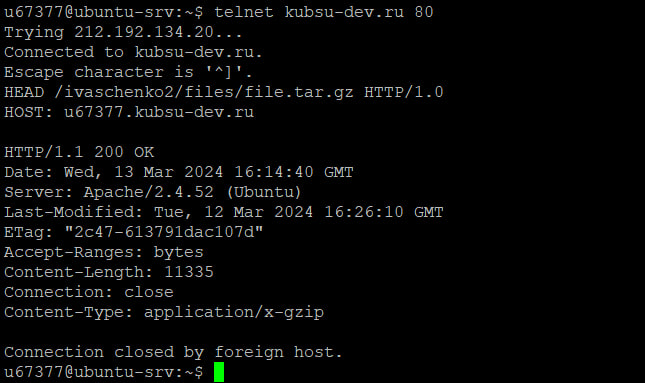 u67377@ubuntu-srv:~$ telnet kubsu-dev.ru 80
Trying 212.192.134.20...
Connected to kubsu-dev.ru.
Escape character is '^]'.
HEAD /ivaschenko2/files/file.tar.gz HTTP/1.0
HOST: u67377.kubsu-dev.ru

HTTP/1.1 200 OK
Date: Wed, 13 Mar 2024 16:14:40 GMT
Server: Apache/2.4.52 (Ubuntu)
Last-Modified: Tue, 12 Mar 2024 16:26:10 GMT
ETag: "2c47-613791dac107d"
Accept-Ranges: bytes
Content-Length: 11335
Connection: close
Content-Type: application/x-gzip

Connection closed by foreign host.
u67377@ubuntu-srv:~$